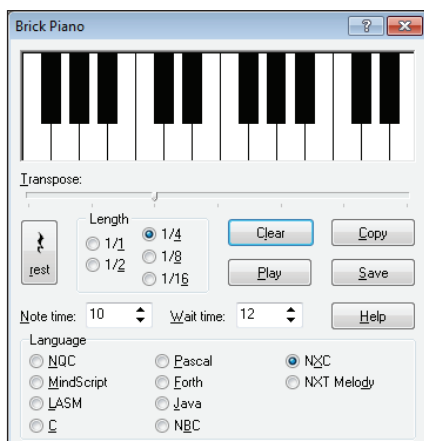 Brick Piano
Transpose:
rest
Length
1/1
1/2
1/4
1/8
1/16
Clear
Copy
Play
Save
Note time: 10
Wait time: 12
Help
Language
NQC
MindScript
LASM
C
Pascal
Forth
Java
NBC
NXC
NXT Melody